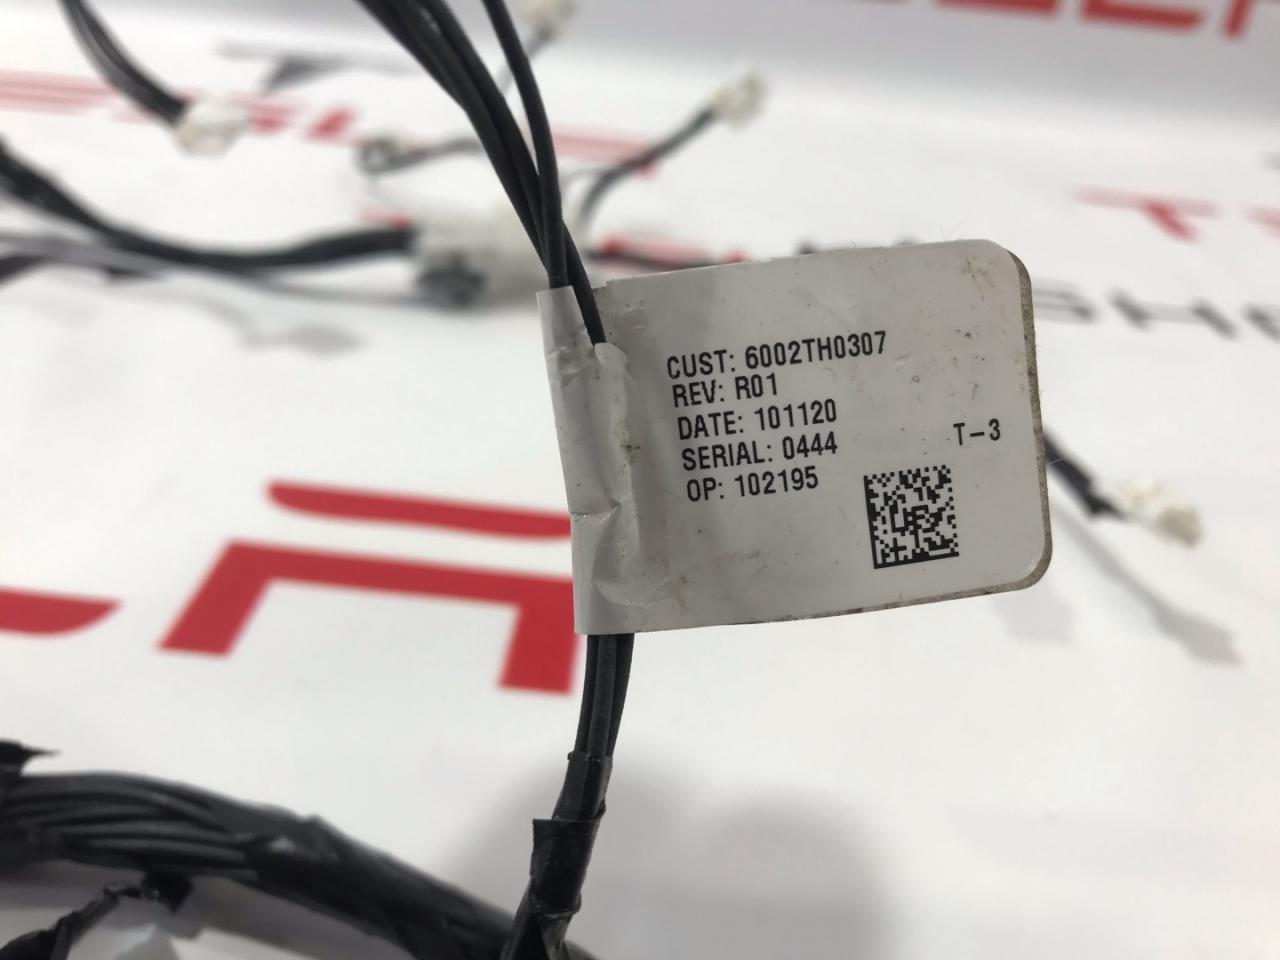 CUST: 6002TH0307
REV: R01
DATE: 101120
SERIAL: 0444
OP: 102195
T-3